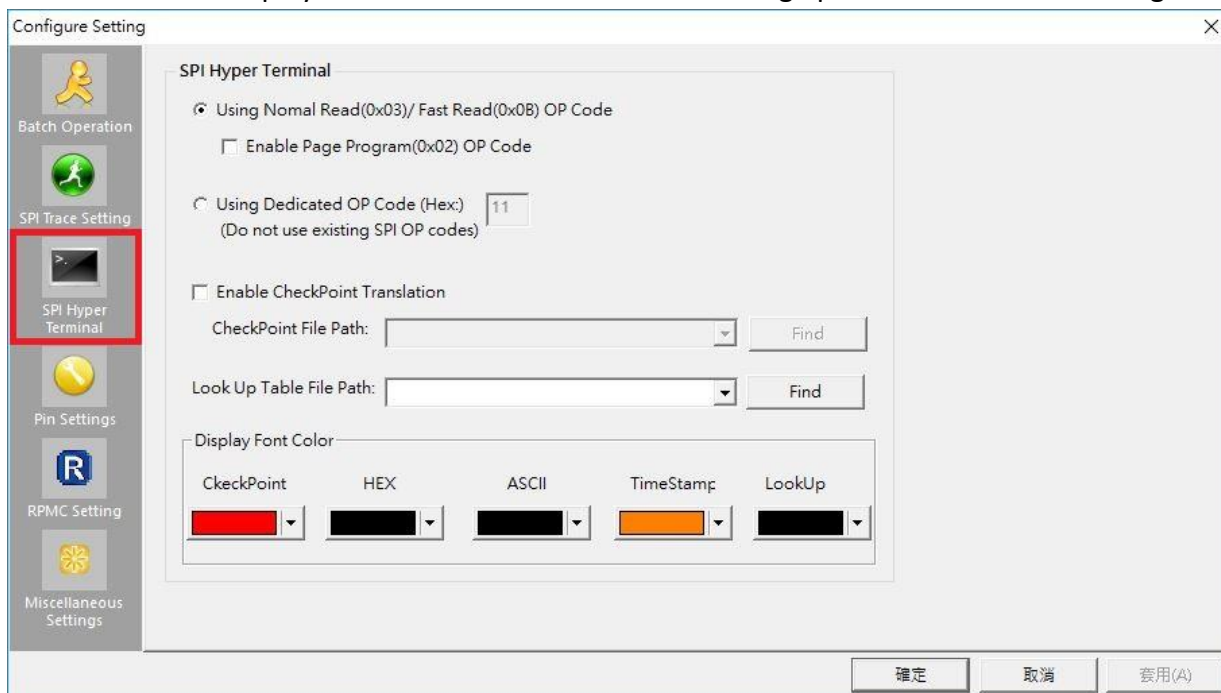 Configure Setting
Batch Operation
SPI Trace Setting
>.
SPI Hyper
Terminal
Pin Settings
R
RPMC Setting
Miscellaneous
Settings
SPI Hyper Terminal
Using Nomal Read(0x03)/ Fast Read(0x0B) OP Code
Enable Page Program(0x02) OP Code
Using Dedicated OP Code (Hex:) 11
(Do not use existing SPI OP codes)
Enable CheckPoint Translation
CheckPoint File Path: Find
Look Up Table File Path: Find
Display Font Color
CkeckPoint HEX ASCII TimeStamp LookUp
確定 取消 套用(A)